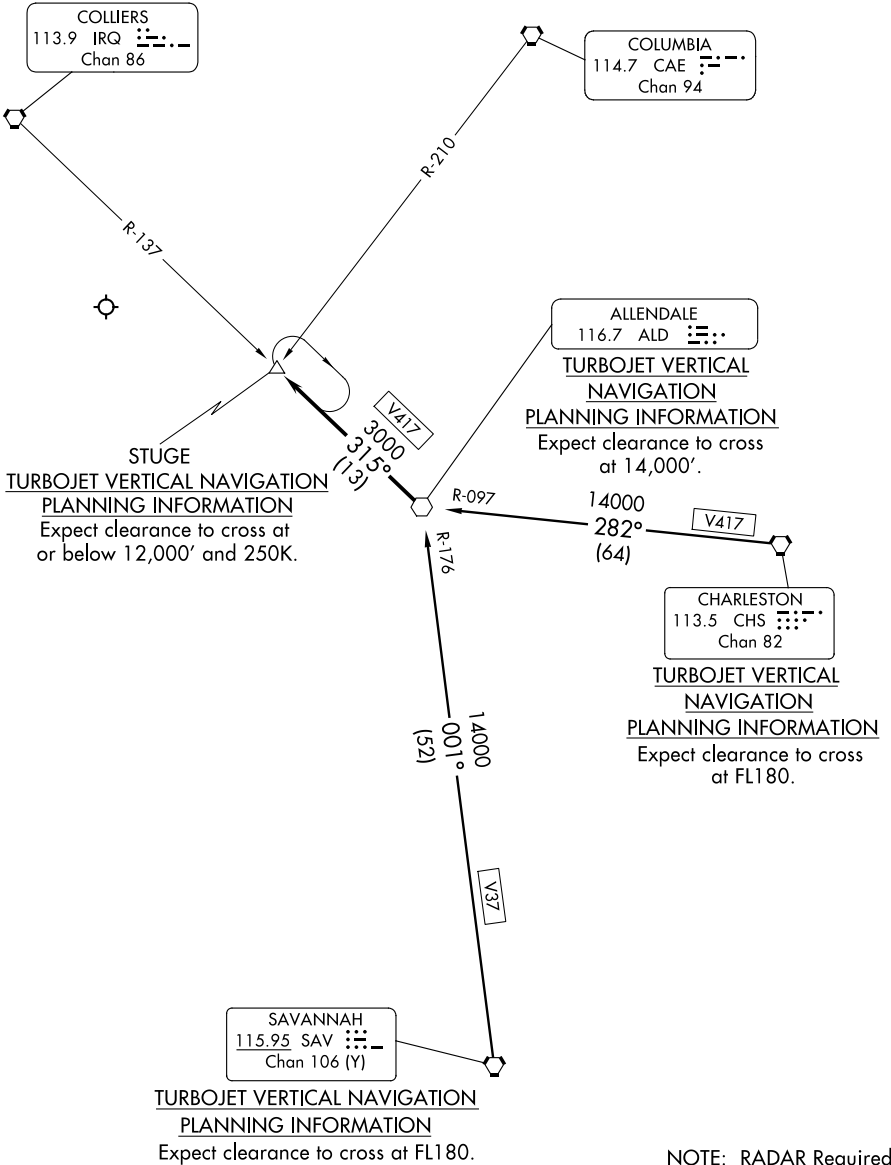 COLLIERS
113.9 IRQ
Chan 86
COLUMBIA
114.7 CAE
Chan 94
R-210
R-137
ALLENDALE
116.7 ALD
TURBOJET VERTICAL
NAVIGATION
PLANNING INFORMATION
Expect clearance to cross
at 14,000′.
V417
3000
315°
(13)
STUGE
TURBOJET VERTICAL NAVIGATION
PLANNING INFORMATION
Expect clearance to cross at
or below 12,000′ and 250K.
R-097
14000
282°
(64)
V417
R-176
CHARLESTON
113.5 CHS
Chan 82
TURBOJET VERTICAL
NAVIGATION
PLANNING INFORMATION
Expect clearance to cross
at FL180.
14000
001°
(52)
V37
SAVANNAH
115.95 SAV
Chan 106 (Y)
TURBOJET VERTICAL NAVIGATION
PLANNING INFORMATION
Expect clearance to cross at FL180.
NOTE: RADAR Required